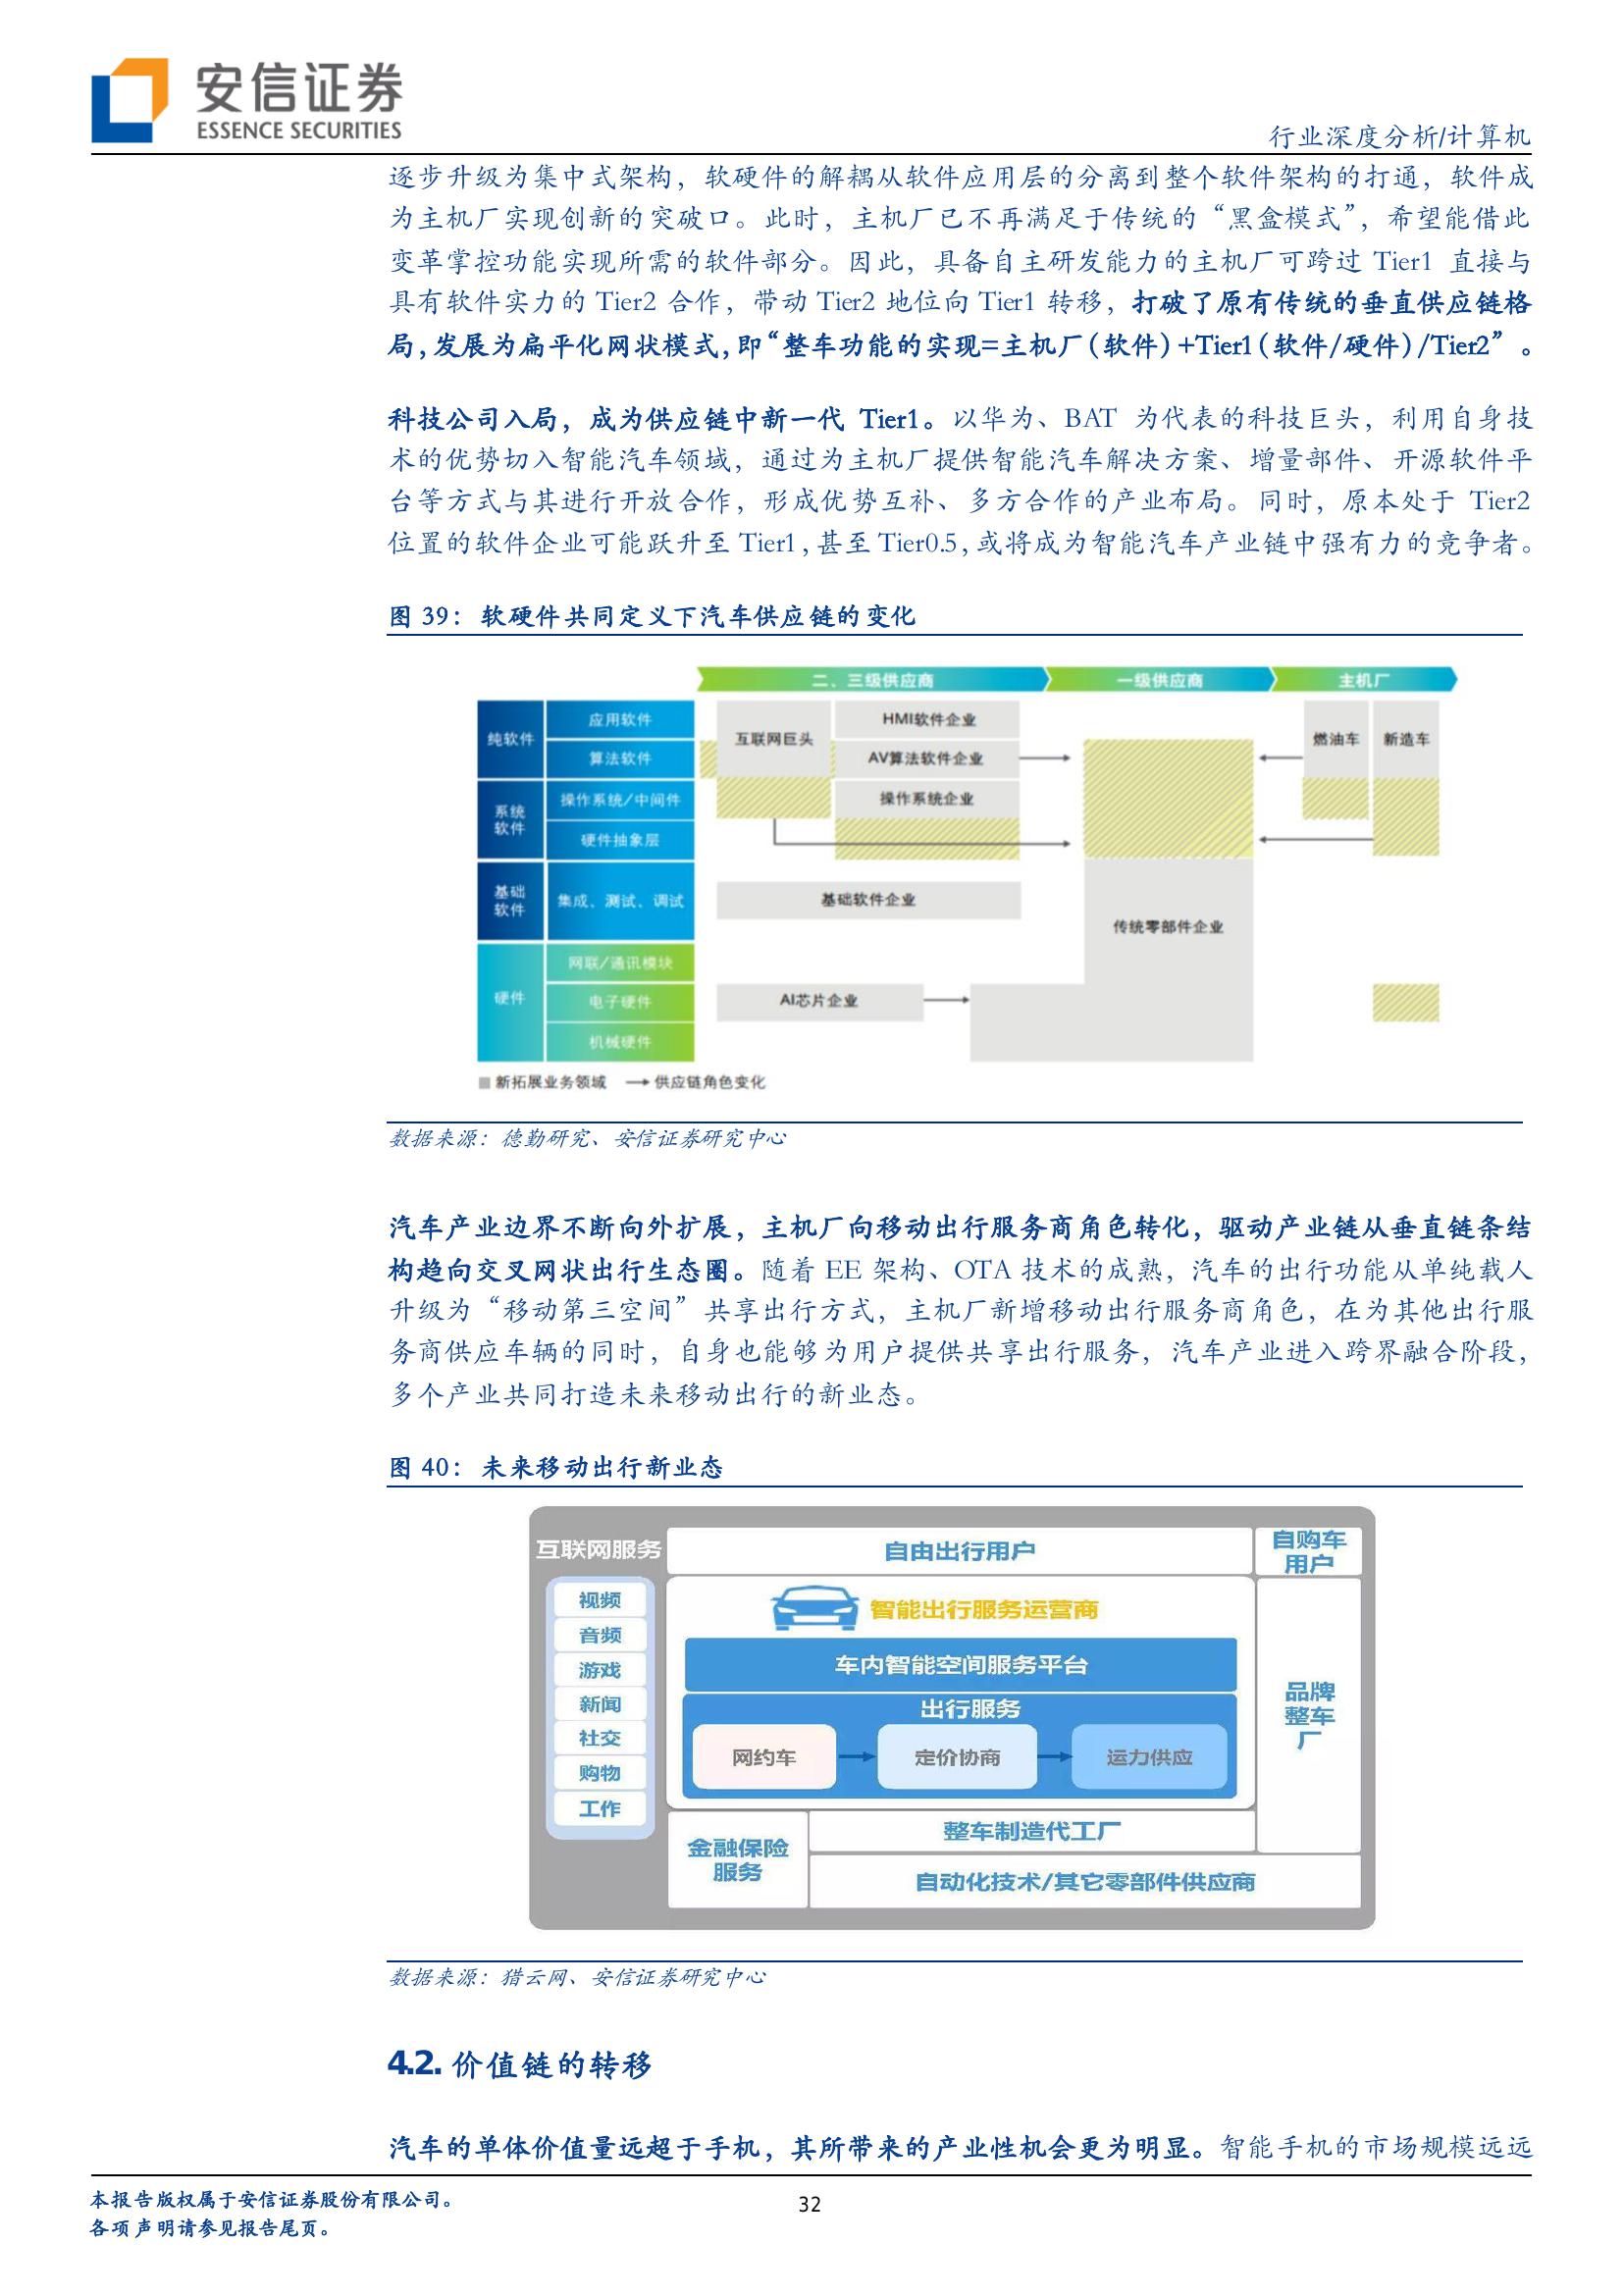 安信证券
ESSENCE SECURITIES
行业深度分析/计算机
逐步升级为集中式架构，软硬件的解耦从软件应用层的分离到整个软件架构的打通，软件成
为主机厂实现创新的突破口。此时，主机厂已不再满足于传统的“黑盒模式”，希望能借此
变革掌控功能实现所需的软件部分。因此，具备自主研发能力的主机厂可跨过 Tier1 直接与
具有软件实力的 Tier2 合作，带动 Tier2 地位向 Tier1 转移，打破了原有传统的垂直供应链格
局，发展为扁平化网状模式，即“整车功能的实现=主机厂（软件）+Tier1（软件/硬件）/Tier2”。
科技公司入局，成为供应链中新一代 Tier1。以华为、BAT 为代表的科技巨头，利用自身技
术的优势切入智能汽车领域，通过为主机厂提供智能汽车解决方案、增量部件、开源软件平
台等方式与其进行开放合作，形成优势互补、多方合作的产业布局。同时，原本处于 Tier2
位置的软件企业可能跃升至 Tier1，甚至 Tier0.5，或将成为智能汽车产业链中强有力的竞争者。
图 39：软硬件共同定义下汽车供应链的变化
二、三级供应商
一级供应商
主机厂
纯软件
应用软件
算法软件
互联网巨头
HMI软件企业
AV算法软件企业
燃油车
新造车
系统
软件
操作系统/中间件
硬件抽象层
操作系统企业
基础
软件
集成、测试、调试
基础软件企业
传统零部件企业
硬件
网联/通讯模块
电子硬件
机械硬件
AI芯片企业
新拓展业务领域
供应链角色变化
数据来源：德勤研究、安信证券研究中心
汽车产业边界不断向外扩展，主机厂向移动出行服务商角色转化，驱动产业链从垂直链条结
构趋向交叉网状出行生态圈。随着 EE 架构、OTA 技术的成熟，汽车的出行功能从单纯载人
升级为“移动第三空间”共享出行方式，主机厂新增移动出行服务商角色，在为其他出行服
务商供应车辆的同时，自身也能够为用户提供共享出行服务，汽车产业进入跨界融合阶段，
多个产业共同打造未来移动出行的新业态。
图 40：未来移动出行新业态
互联网服务
视频
音频
游戏
新闻
社交
购物
工作
自由出行用户
自购车
用户
智能出行服务运营商
车内智能空间服务平台
出行服务
网约车
定价协商
运力供应
品牌
整车
厂
金融保险
服务
整车制造代工厂
自动化技术/其它零部件供应商
数据来源：猎云网、安信证券研究中心
4.2. 价值链的转移
汽车的单体价值量远超于手机，其所带来的产业性机会更为明显。智能手机的市场规模远远
本报告版权属于安信证券股份有限公司。
各项声明请参见报告尾页。
32